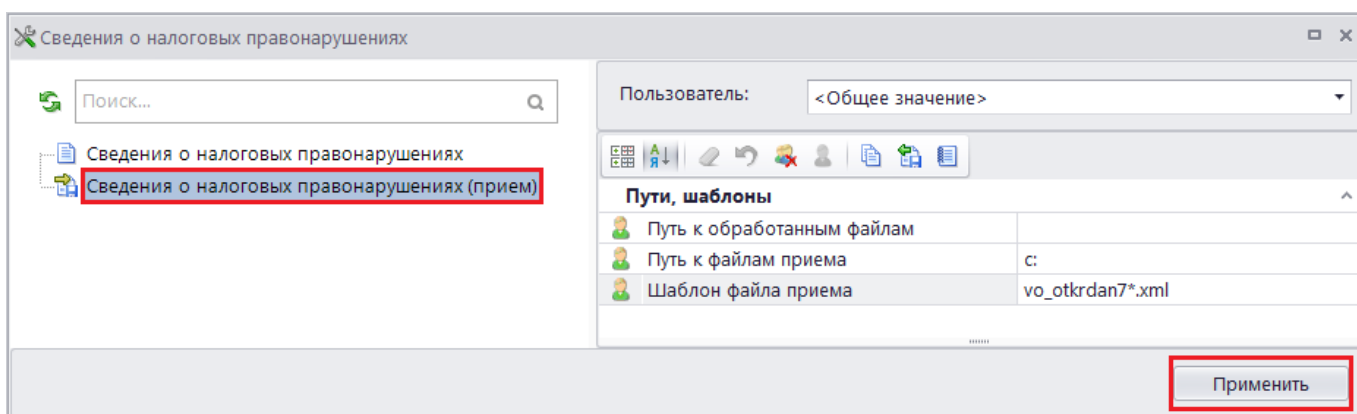 Сведения о налоговых правонарушениях
Поиск...
Сведения о налоговых правонарушениях
Сведения о налоговых правонарушениях (прием)
Пользователь: <Общее значение>
А
Я
Пути, шаблоны
Путь к обработанным файлам
Путь к файлам приема c:
Шаблон файла приема vo_otkrdan7*.xml
Применить